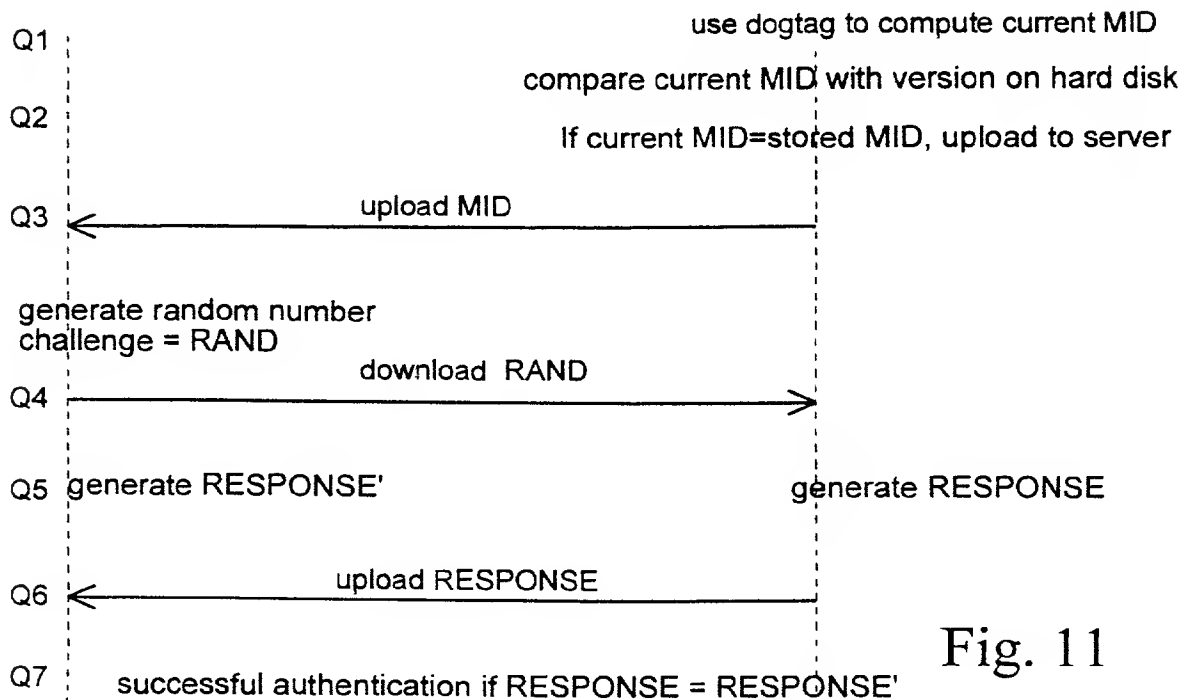 Q1
use dogtag to compute current MID
compare current MID with version on hard disk
Q2
If current MID=stored MID, upload to server
Q3
upload MID
generate random number
challenge = RAND
download RAND
Q4
Q5
generate RESPONSE'
generate RESPONSE
upload RESPONSE
Q6
Fig. 11
Q7
successful authentication if RESPONSE = RESPONSE'